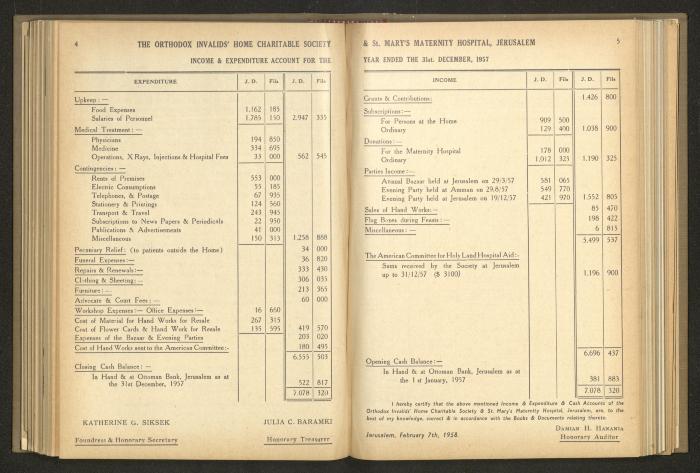 4 THE ORTHODOX INVALIDS' HOME CHARITABLE SOCIETY
INCOME & EXPENDITURE ACCOUNT FOR THE
EXPENDITURE J. D. Fils J. D. Fils
Upkeep : —
Food Expenses 1,162 185
Salaries of Personnel 1,785 150 2,947 335
Medical Treatment : —
Physicians 194 850
Medicine 334 695
Operations, X Rays, Injections & Hospital Fees 33 000 562 545
Contingencies : —
Rents of Premises 553 000
Electric Consumptions 55 185
Telephones, & Postage 67 935
Stationery & Printings 124 560
Transport & Travel 243 945
Subscriptions to News Papers & Periodicals 22 950
Publications & Advertisements 41 000
Miscellaneous 150 313 1,258 888
Pecuniary Relief: (to patients outside the Home) 34 000
Funeral Expenses:— 36 820
Repairs & Renewals:— 333 430
Clothing & Sheeting: — 306 035
Furniture: — 213 365
Advocate & Court Fees: — 60 000
Workshop Expenses:— Office Expenses:— 16 660
Cost of Material for Hand Works for Resale 267 315
Cost of Flower Cards & Hand Work for Resale 135 595 419 570
Expenses of the Bazaar & Evening Parties 203 020
Cost of Hand Works sent to the American Committee:- 180 495
6,555 503
Closing Cash Balance: —
In Hand & at Ottoman Bank, Jerusalem as at
the 31st December, 1957 522 817
7,078 320
KATHERINE G. SIKSEK JULIA C. BARAMKI
Foundress & Honorary Secretary Honorary Treasurer
& St. MARY'S MATERNITY HOSPITAL, JERUSALEM 5
YEAR ENDED THE 31st. DECEMBER, 1957
INCOME J. D. Fils J. D. Fils
Grants & Contributions: 1,426 800
Subscriptions:—
For Persons at the Home 909 500
Ordinary 129 400 1,038 900
Donations: —
For the Maternity Hospital 178 000
Ordinary 1,012 325 1,190 325
Parties Income : —
Annual Bazaar held at Jerusalem on 29/3/57 581 065
Evening Party held at Amman on 29/8/57 549 770
Evening Party held at Jerusalem on 19/12/57 421 970 1,552 805
Sales of Hand Works:— 85 470
Flag Boxes during Feasts : — 198 422
Miscellaneous : — 6 815
5,499 537
The American Committee for Holy Land Hospital Aid:-
Sums received by the Society at Jerusalem
up to 31/12/57 ($ 3100) 1,196 900
6,696 437
Opening Cash Balance :—
In Hand & at Ottoman Bank, Jerusalem as at
the 1 st January, 1957 381 883
7,078 320
I hereby certify that the above mentioned Income & Expenditure & Cash Accounts of the
Orthodox Invalids' Home Charitable Society & St. Mary's Maternity Hospital, Jerusalem, are, to the
best of my knowledge, correct & in accordance with the Books & Documents relating thereto.
DAMIAN H. HANANIA
Jerusalem, February 7th, 1958. Honorary Auditor